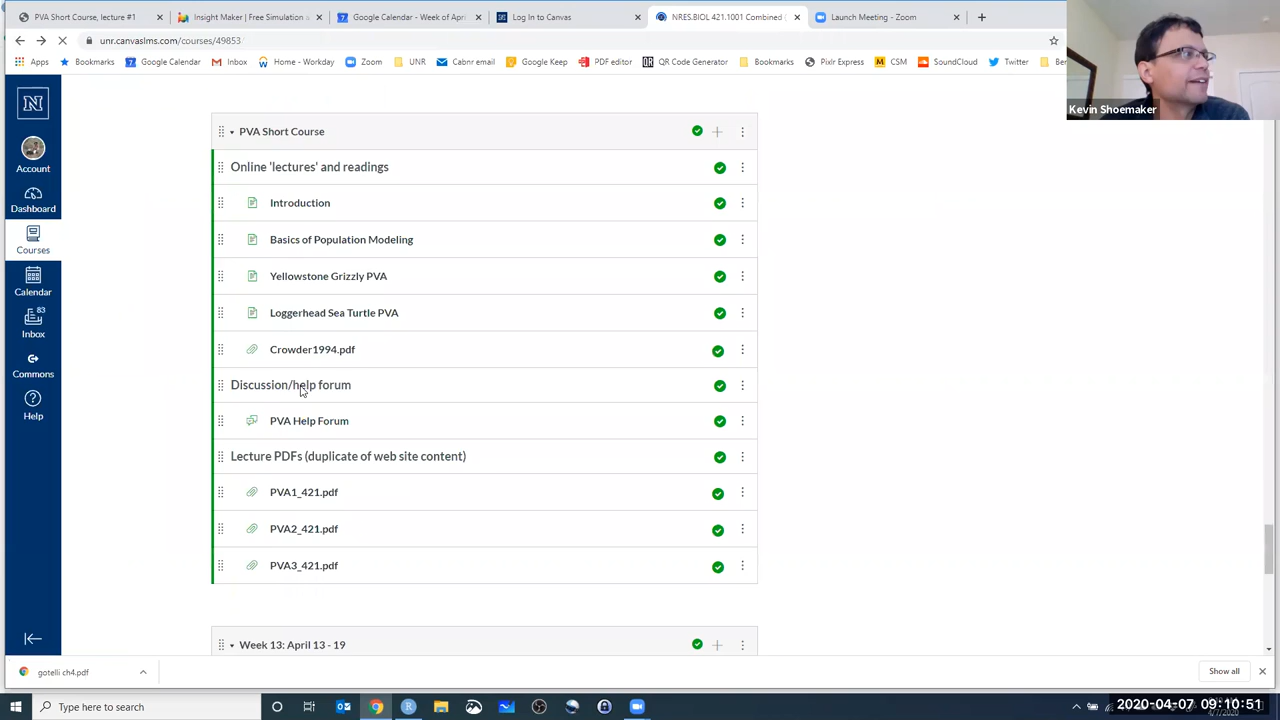 PVA Short Course, lecture #1
Insight Maker | Free Simulation a
Google Calendar - Week of April
Log In to Canvas
NRES.BIOL 421.1001 Combined (
Launch Meeting - Zoom
unr.canvaslms.com/courses/49853
Apps
Bookmarks
Google Calendar
Inbox
Home - Workday
Zoom
UNR
Cabnr email
Google Keep
PDF editor
QR Code Generator
Bookmarks
Pixlr Express
CSM
SoundCloud
Twitter
Ber
Kevin Shoemaker
N
Account
Dashboard
Courses
Calendar
83
Inbox
Commons
Help
PVA Short Course
Online 'lectures' and readings
Introduction
Basics of Population Modeling
Yellowstone Grizzly PVA
Loggerhead Sea Turtle PVA
Crowder1994.pdf
Discussion/help forum
PVA Help Forum
Lecture PDFs (duplicate of web site content)
PVA1_421.pdf
PVA2_421.pdf
PVA3_421.pdf
Week 13: April 13 - 19
gotelli ch4.pdf
Show all
Type here to search
2020-04-07 09:10:51